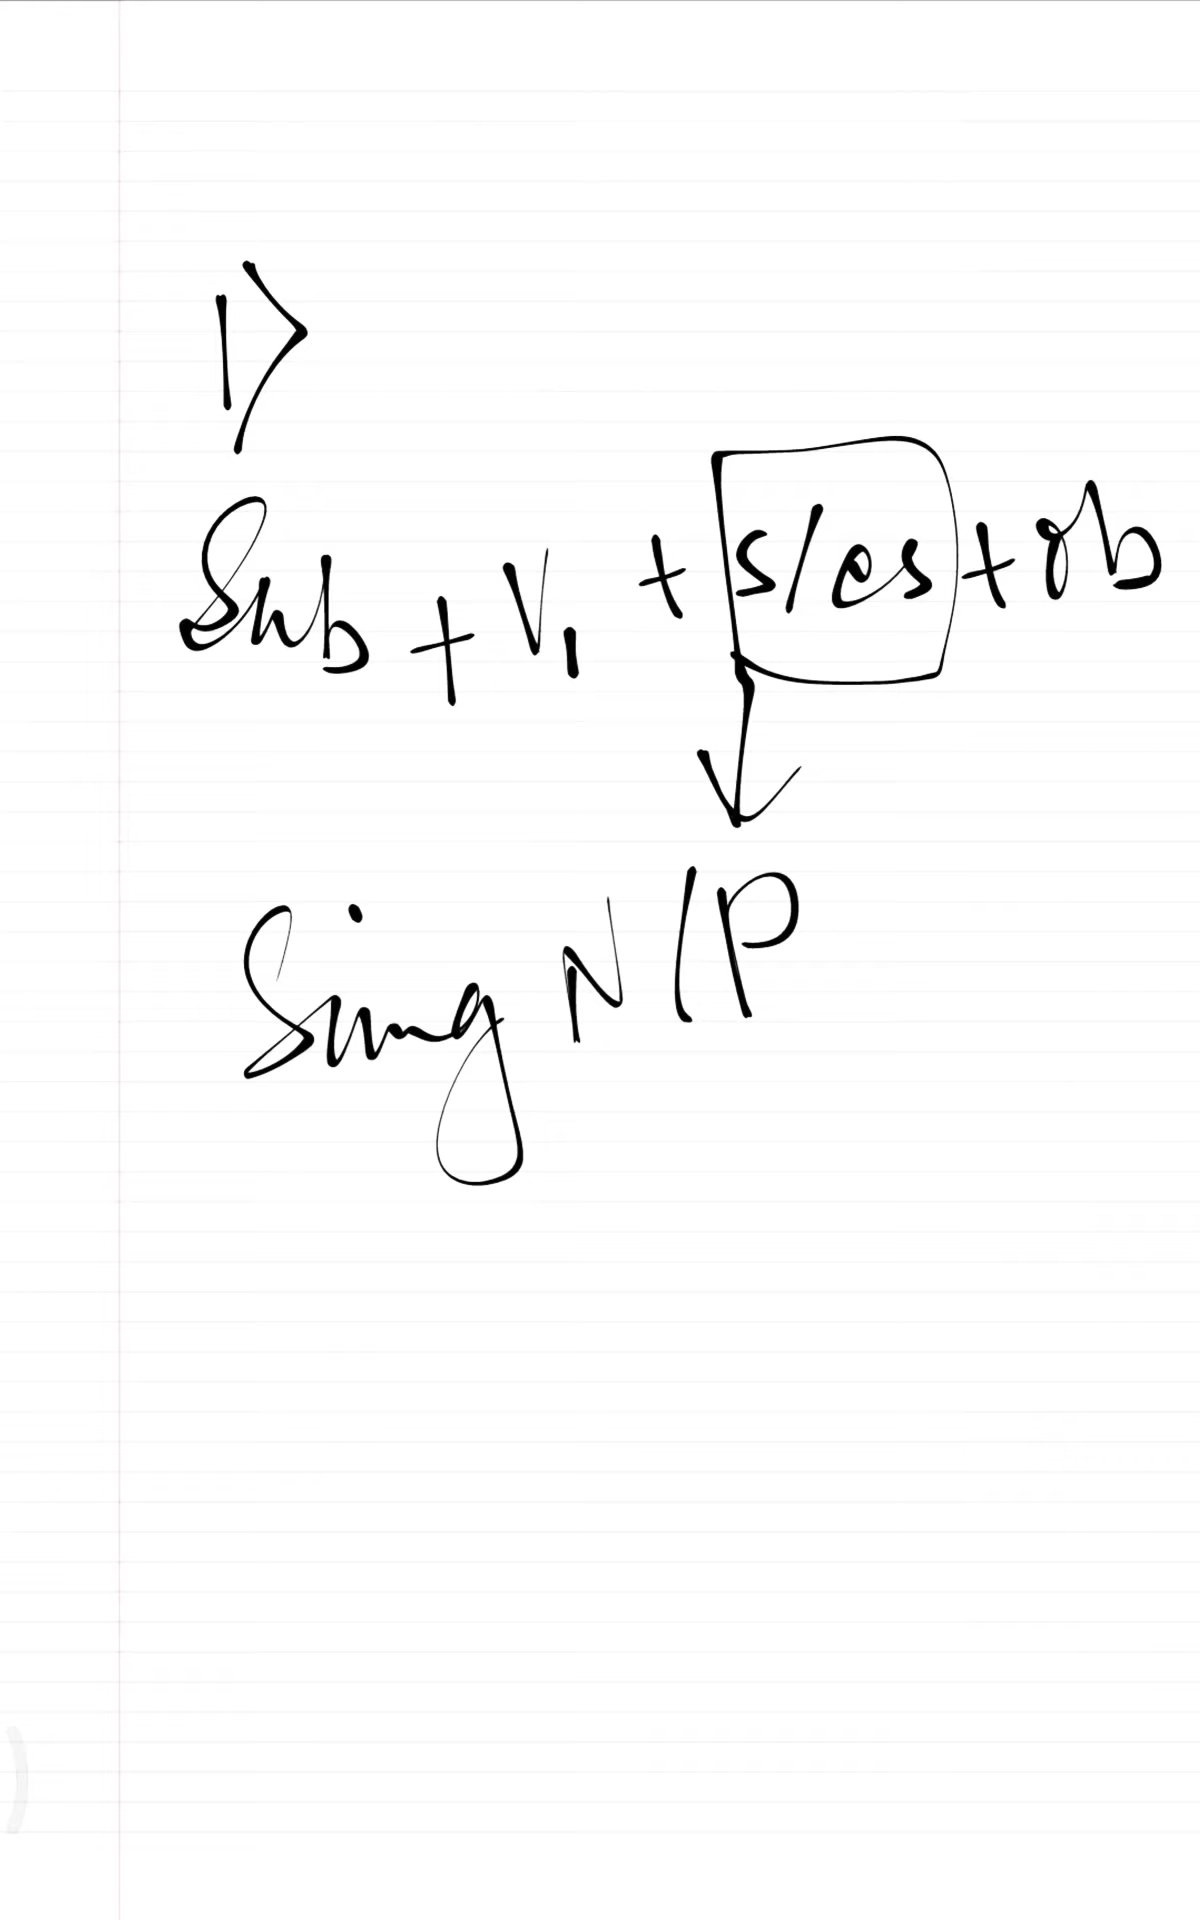 1>
Sub + V1 + s/es + ob
Sing N/P